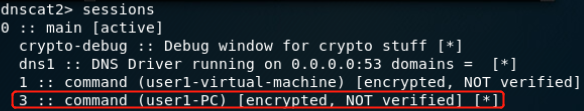 dnscat2> sessions
0 :: main [active]
crypto-debug :: Debug window for crypto stuff [*]
dns1 :: DNS Driver running on 0.0.0.0:53 domains =  [*]
1 :: command (user1-virtual-machine) [encrypted, NOT verified]
3 :: command (user1-PC) [encrypted, NOT verified] [*]